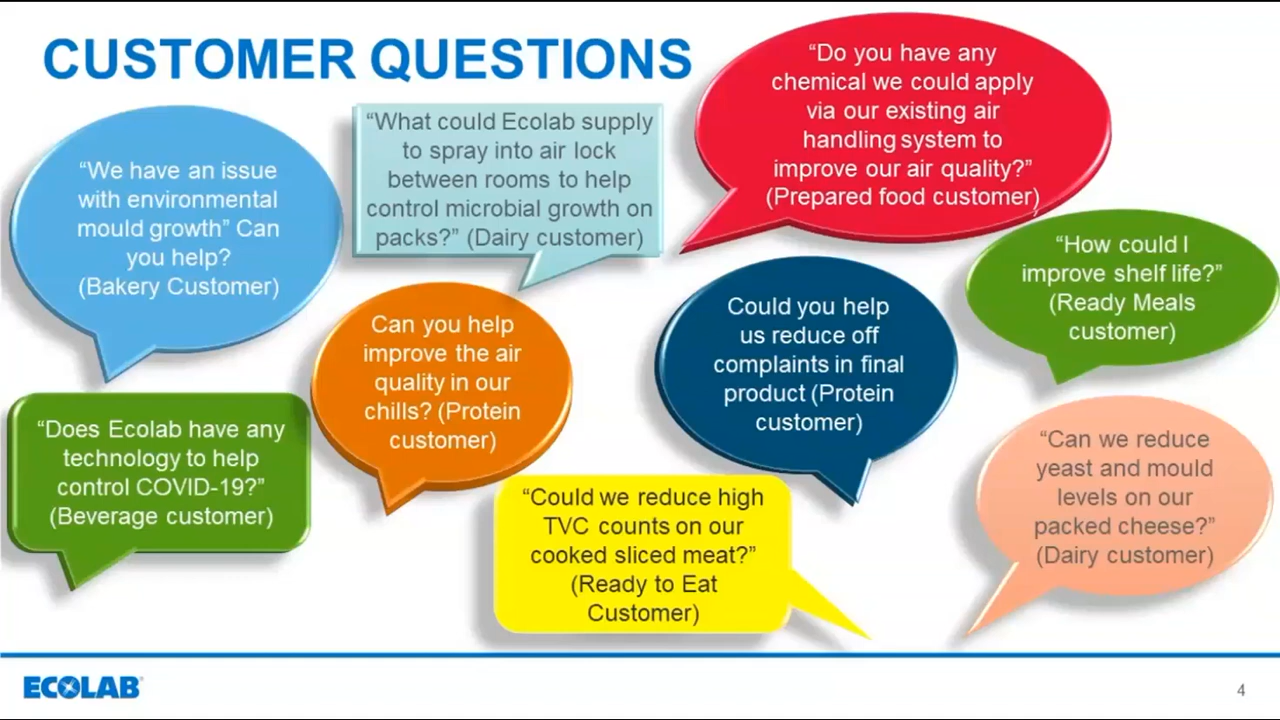 CUSTOMER QUESTIONS
“We have an issue
with environmental
mould growth” Can
you help?
(Bakery Customer)
“What could Ecolab supply
to spray into air lock
between rooms to help
control microbial growth on
packs?” (Dairy customer)
“Do you have any
chemical we could apply
via our existing air
handling system to
improve our air quality?”
(Prepared food customer)
“How could I
improve shelf life?”
(Ready Meals
customer)
Can you help
improve the air
quality in our
chills? (Protein
customer)
Could you help
us reduce off
complaints in final
product (Protein
customer)
“Does Ecolab have any
technology to help
control COVID-19?”
(Beverage customer)
“Could we reduce high
TVC counts on our
cooked sliced meat?”
(Ready to Eat
Customer)
“Can we reduce
yeast and mould
levels on our
packed cheese?”
(Dairy customer)
ECOLAB
4